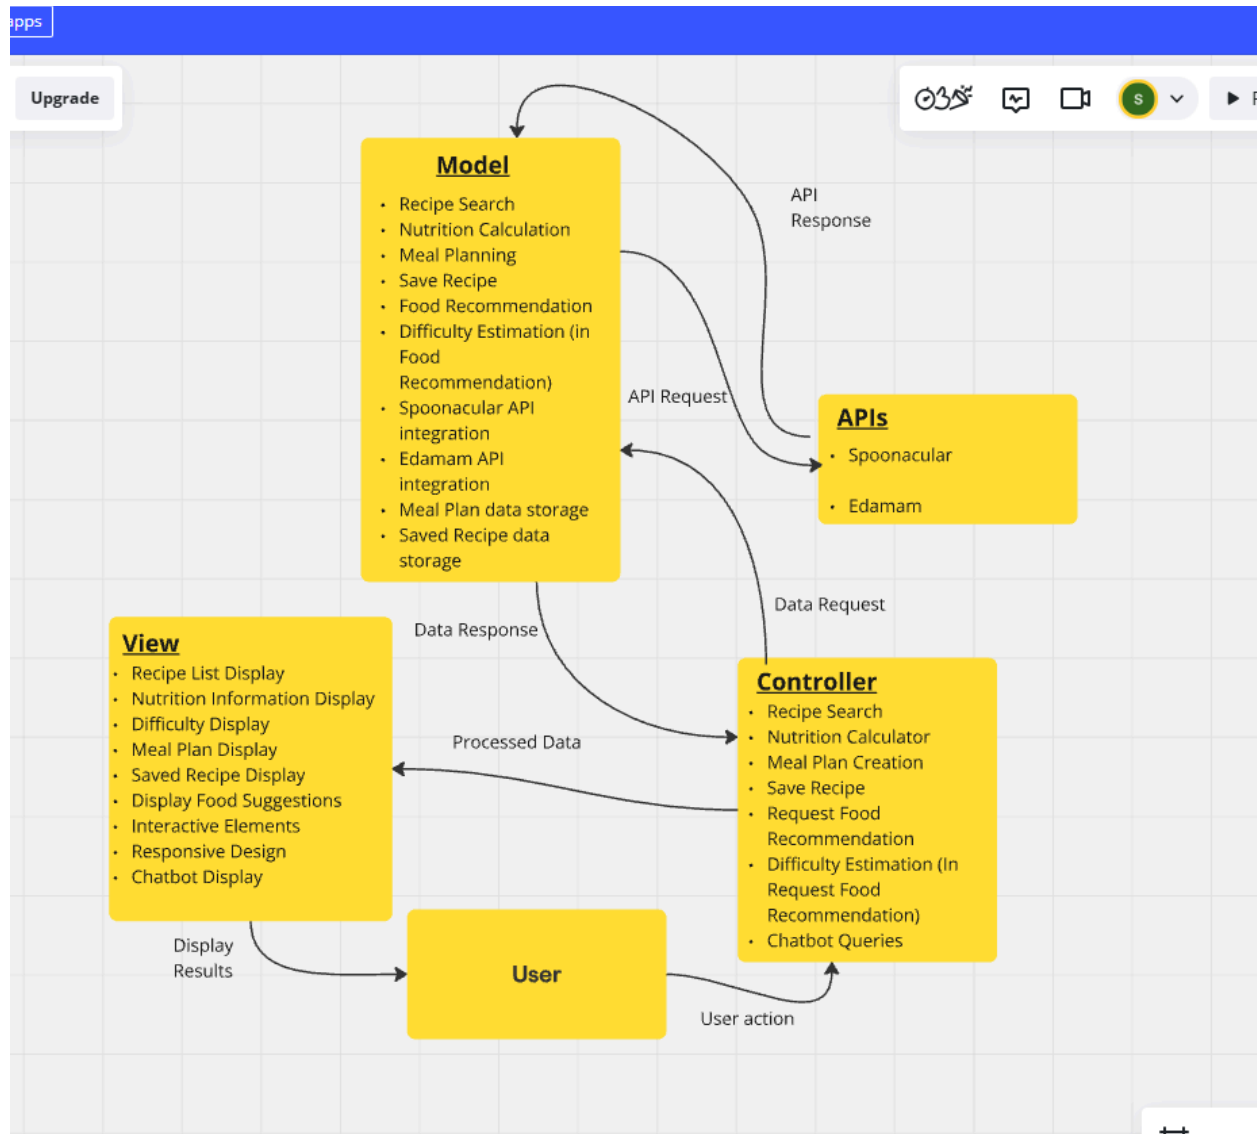 apps
Upgrade
S
Model
• Recipe Search
• Nutrition Calculation
• Meal Planning
• Save Recipe
• Food Recommendation
• Difficulty Estimation (in
Food
Recommendation)
• Spoonacular API
integration
• Edamam API
integration
• Meal Plan data storage
• Saved Recipe data
storage
API
Response
API Request
APIs
• Spoonacular
• Edamam
Data Request
Data Response
View
• Recipe List Display
• Nutrition Information Display
• Difficulty Display
• Meal Plan Display
• Saved Recipe Display
• Display Food Suggestions
• Interactive Elements
• Responsive Design
• Chatbot Display
Processed Data
Controller
• Recipe Search
• Nutrition Calculator
• Meal Plan Creation
• Save Recipe
• Request Food
Recommendation
• Difficulty Estimation (In
Request Food
Recommendation)
• Chatbot Queries
Display
Results
User
User action